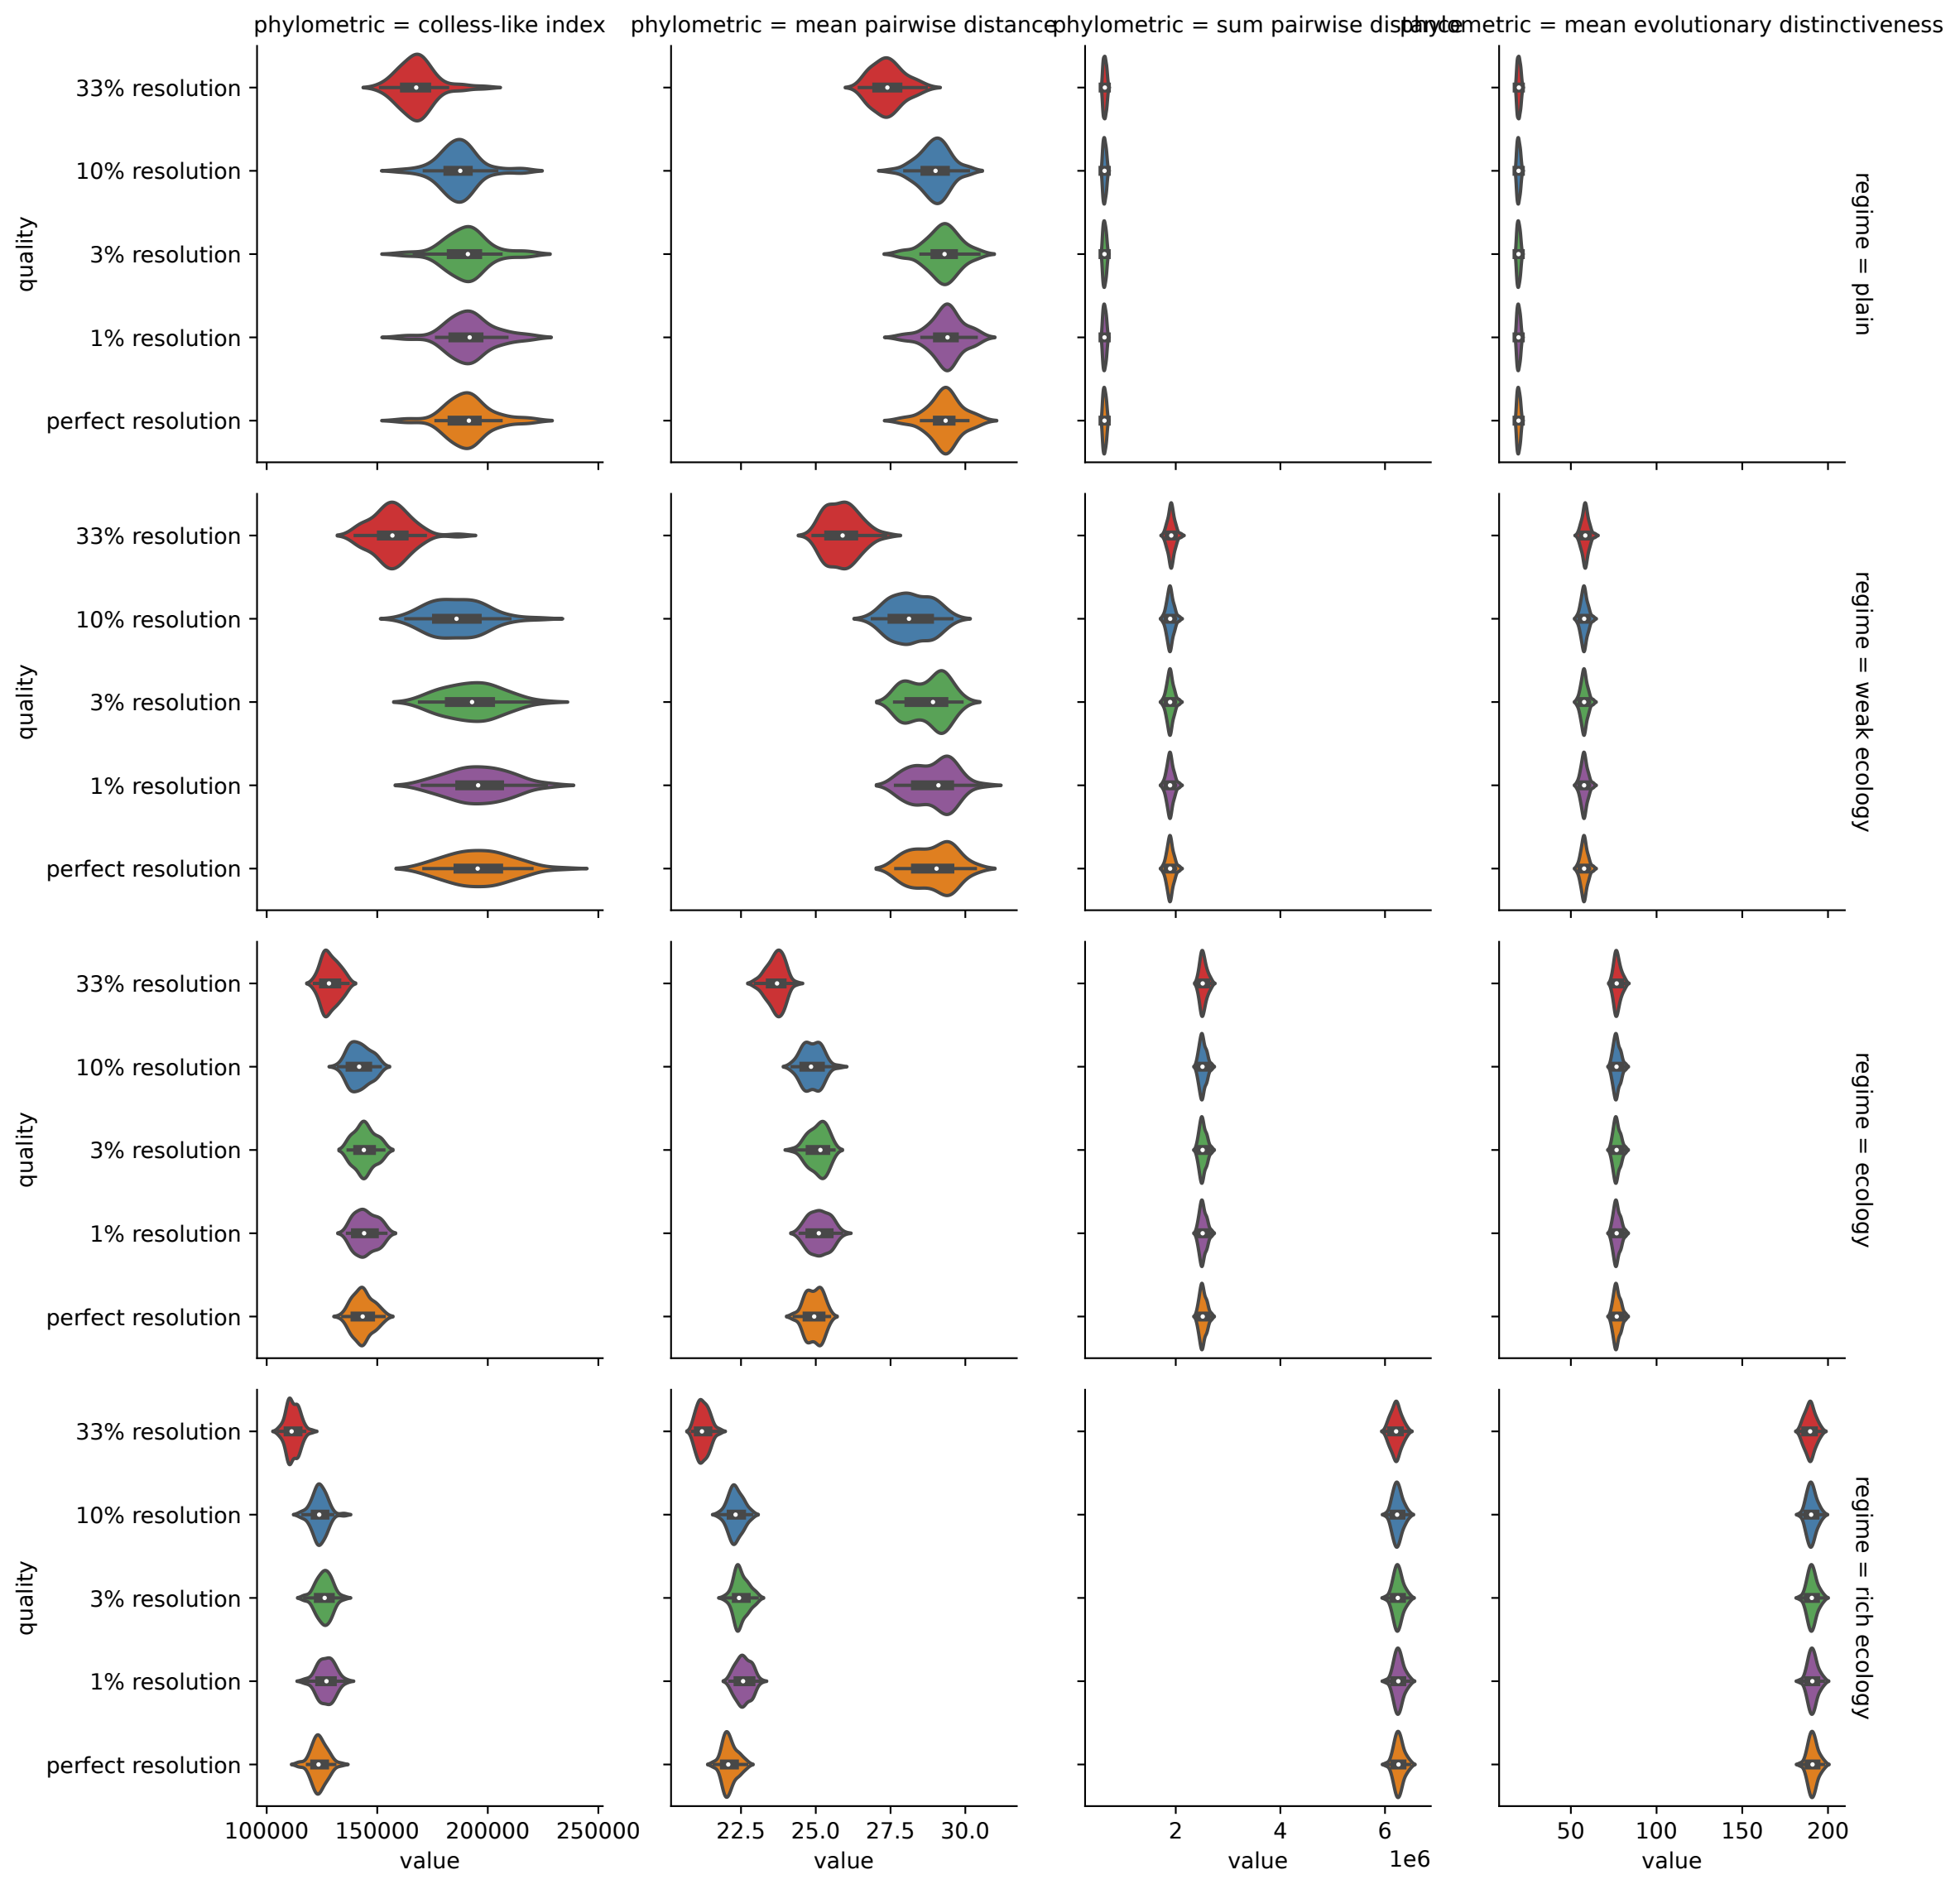 phylometric = colless-like index
phylometric = mean pairwise distance
phylometric = sum pairwise distance
phylometric = mean evolutionary distinctiveness
quality
33% resolution
10% resolution
3% resolution
1% resolution
perfect resolution
regime = plain
quality
33% resolution
10% resolution
3% resolution
1% resolution
perfect resolution
regime = weak ecology
quality
33% resolution
10% resolution
3% resolution
1% resolution
perfect resolution
regime = ecology
quality
33% resolution
10% resolution
3% resolution
1% resolution
perfect resolution
regime = rich ecology
100000 150000 200000 250000
value
22.5 25.0 27.5 30.0
value
2 4 6
1e6
value
50 100 150 200
value